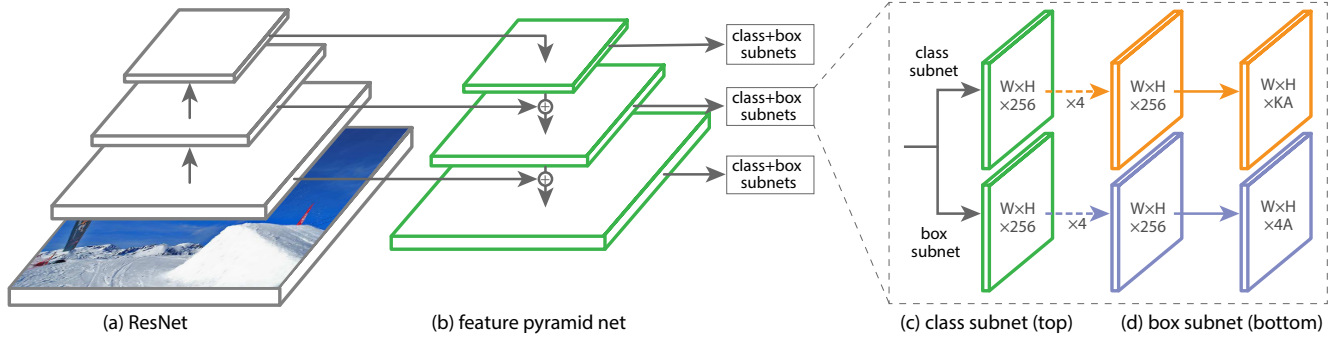 class+box
subnets
class+box
subnets
class+box
subnets
class
subnet
W×H
×256
×4
W×H
×256
W×H
×KA
box
subnet
W×H
×256
×4
W×H
×256
W×H
×4A
(a) ResNet
(b) feature pyramid net
(c) class subnet (top)
(d) box subnet (bottom)